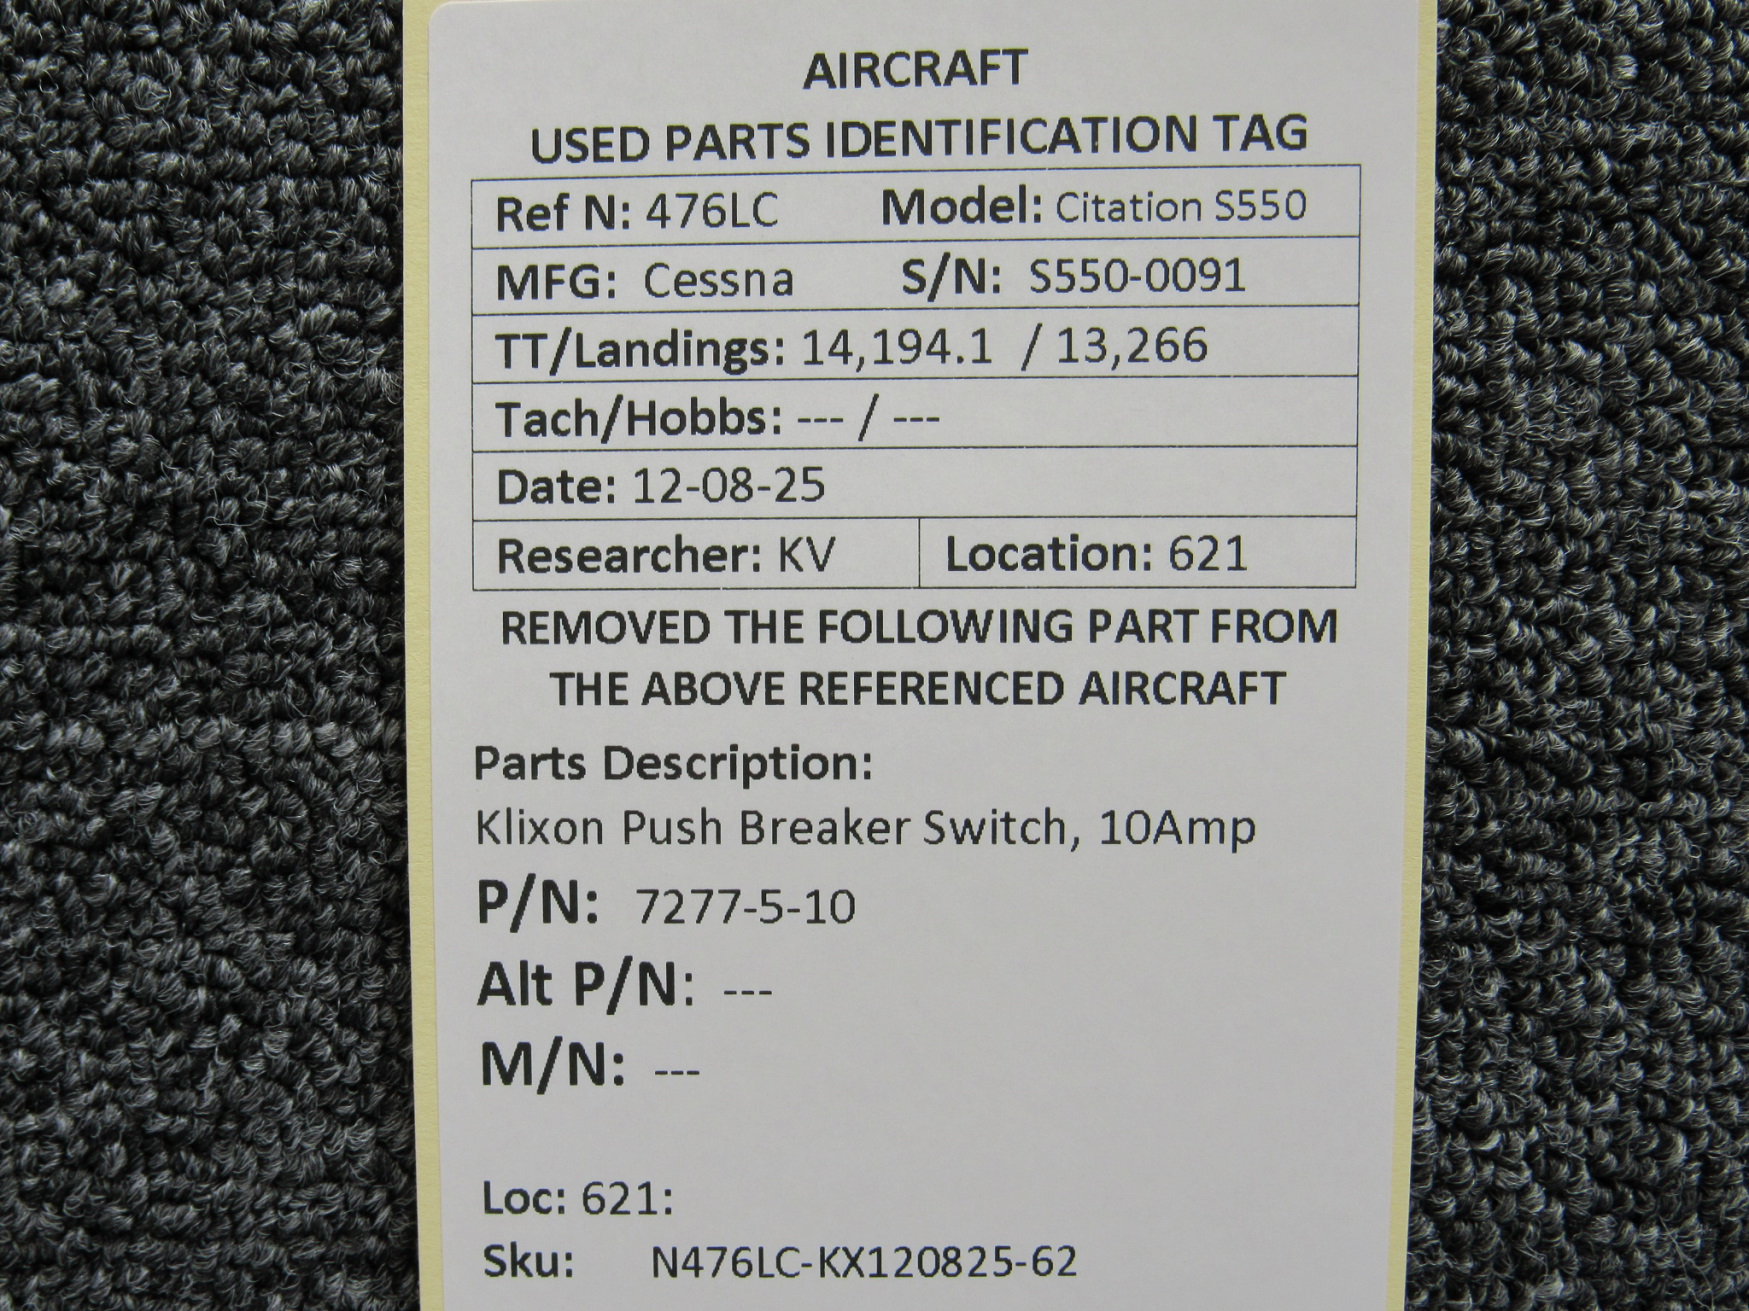 AIRCRAFT
USED PARTS IDENTIFICATION TAG
Ref N: 476LC Model: Citation S550
MFG: Cessna S/N: S550-0091
TT/Landings: 14,194.1 / 13,266
Tach/Hobbs: --- / ---
Date: 12-08-25
Researcher: KV Location: 621
REMOVED THE FOLLOWING PART FROM
THE ABOVE REFERENCED AIRCRAFT
Parts Description:
Klixon Push Breaker Switch, 10Amp
P/N: 7277-5-10
Alt P/N: ---
M/N: ---
Loc: 621:
Sku: N476LC-KX120825-62